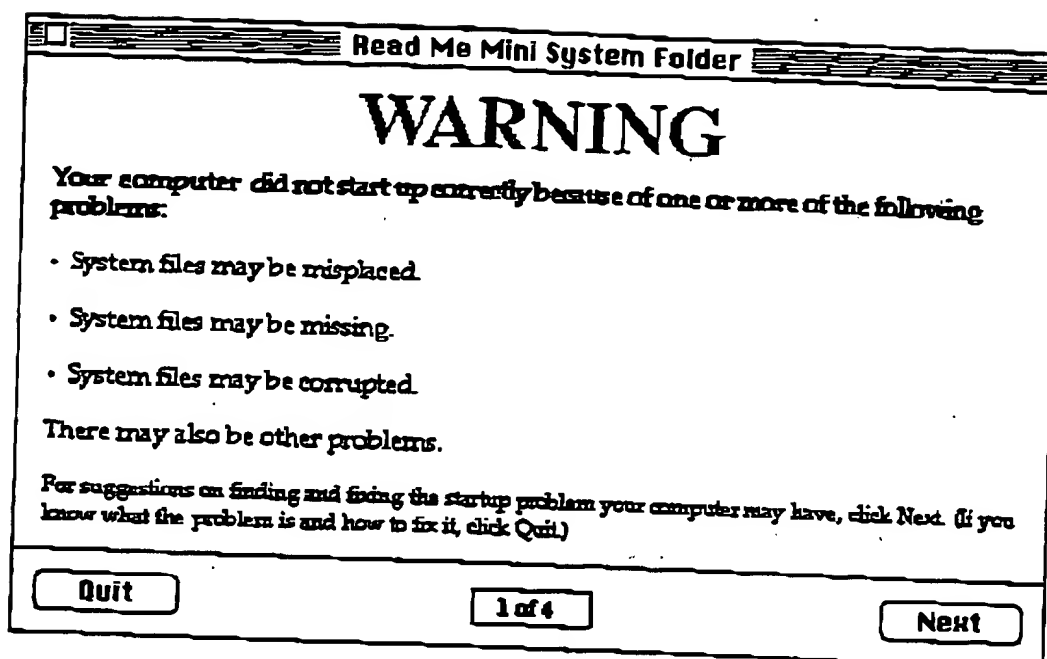 Read Me Mini System Folder
WARNING
Your computer did not start up correctly because of one or more of the following
problems:
• System files may be misplaced.
• System files may be missing.
• System files may be corrupted.
There may also be other problems.
For suggestions on finding and fixing the startup problem your computer may have, click Next. (If you
know what the problem is and how to fix it, click Quit.)
Quit
1 of 4
Next